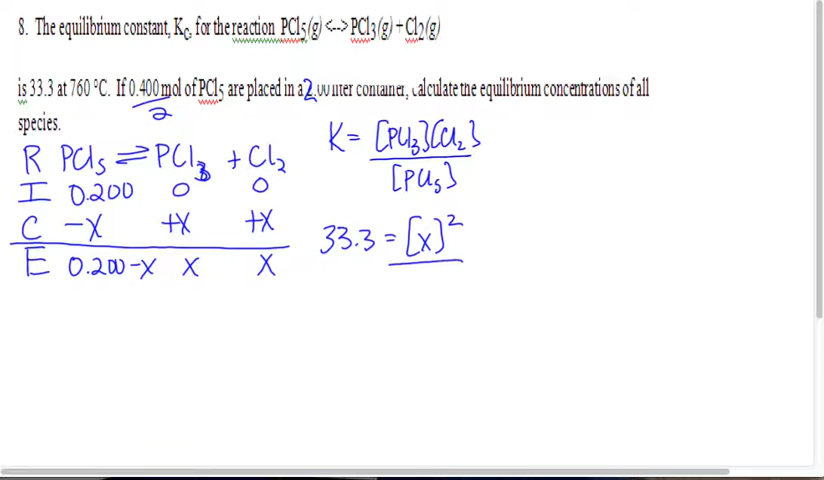 8. The equilibrium constant, KC, for the reaction PCl5(g) <--> PCl3(g) + Cl2(g)
is 33.3 at 760 °C. If 0.400 mol of PCl5 are placed in a 2.00 liter container, calculate the equilibrium concentrations of all
2
species.
R PCl5 ⇌ PCl3 + Cl2
I 0.200 0 0
C -x +x +x
E 0.200-x x x
K = [PCl3][Cl2]
[PCl5]
33.3 = [x]²